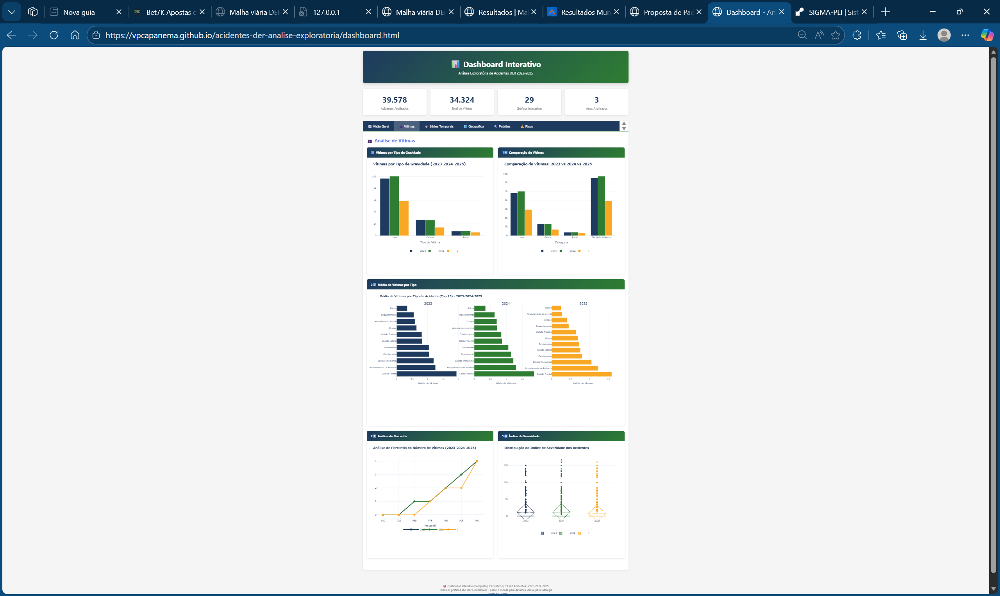 Nova guia
Bet7K Apostas e
Malha viária DER
127.0.0.1
Malha viária DEI
Resultados | Ma
Resultados Mun
Proposta de Pad
Dashboard - An
SIGMA-PLI | Sist
https://vpcapanema.github.io/acidentes-der-analise-exploratoria/dashboard.html
Dashboard Interativo
Análise Exploratória de Acidentes DER 2023-2025
39.578
Acidentes Analisados
34.324
Total de Vítimas
29
Gráficos Interativos
3
Anos Analisados
Visão Geral
Vítimas
Séries Temporais
Geográfica
Padrões
Risco
Análise de Vítimas
Vítimas por Tipo de Gravidade
Vítimas por Tipo de Gravidade (2023-2024-2025)
10k
8k
6k
4k
2k
0
Leve Grave Fatal
Tipo de Vítima
2023 2024 2
Comparação de Vítimas
Comparação de Vítimas: 2023 vs 2024 vs 2025
14k
12k
10k
8k
6k
4k
2k
0
Leve Grave Fatal Total de Vítimas
Categoria
2023 2024 2
2 3 Média de Vítimas por Tipo
Média de Vítimas por Tipo de Acidente (Top 15) - 2023-2024-2025
2023
Outros
Engavetamento
Atropelamento Animal
Choque
Colisão Traseira
Colisão Lateral
Tombamento
Capotamento
Colisão Transversal
Atropelamento De Pedestre
Colisão Frontal
0 0.5 1 1.5 2
Média de Vítimas
2024
Outros
Engavetamento
Choque
Atropelamento Animal
Colisão Lateral
Colisão Traseira
Tombamento
Capotamento
Colisão Transversal
Atropelamento De Pedestre
Colisão Frontal
0 0.5 1 1.5
Média de Vítimas
2025
Outros
Atropelamento de animal
Choque
Engavetamento
Colisão Traseira
Queda
Tombamento
Colisão Lateral
Capotamento
Colisão Transversal
Atropelamento de Pedestre
Colisão Frontal
0 0.5 1 1.5
Média de Vítimas
2 7 Análise de Percentis
Análise de Percentis do Número de Vítimas (2023-2024-2025)
4
3
2
1
0
P10 P25 P50 P75 P90 P95 P99
Percentil
2023 2024 2
1 0 Índice de Severidade
Distribuição do Índice de Severidade dos Acidentes
150
100
50
0
2023 2024 2025
2023 2024 2
Dashboard Interativo Completo | 29 Gráficos | 39.578 Acidentes | 2023-2024-2025
Todos os gráficos são 100% interativos - passe o mouse para detalhes, clique para interagir
Voltar ao Portal